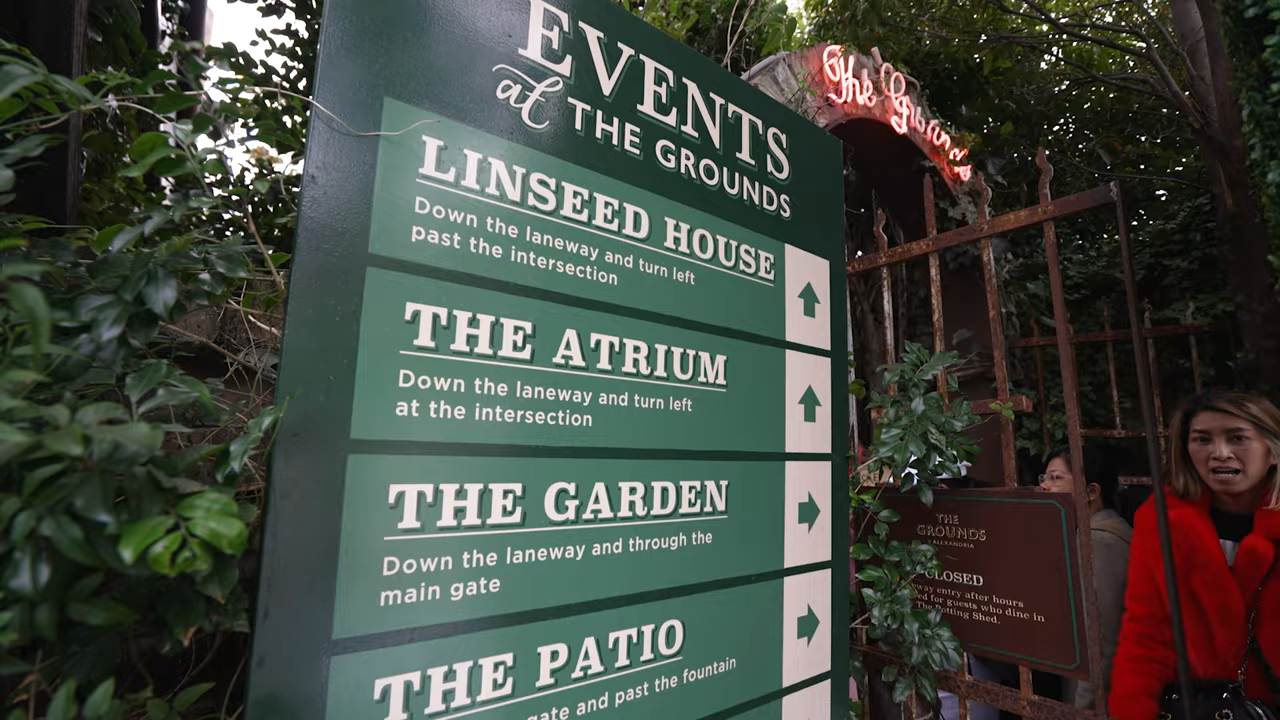 EVENTS
at THE GROUNDS
LINSEED HOUSE
Down the laneway and turn left
past the intersection
THE ATRIUM
Down the laneway and turn left
at the intersection
THE GARDEN
Down the laneway and through the
main gate
THE PATIO
gate and past the fountain
The Grounds
THE
GROUNDS
ALEXANDRIA
CLOSED
entry after hours
for guests who dine in
The Potting Shed.